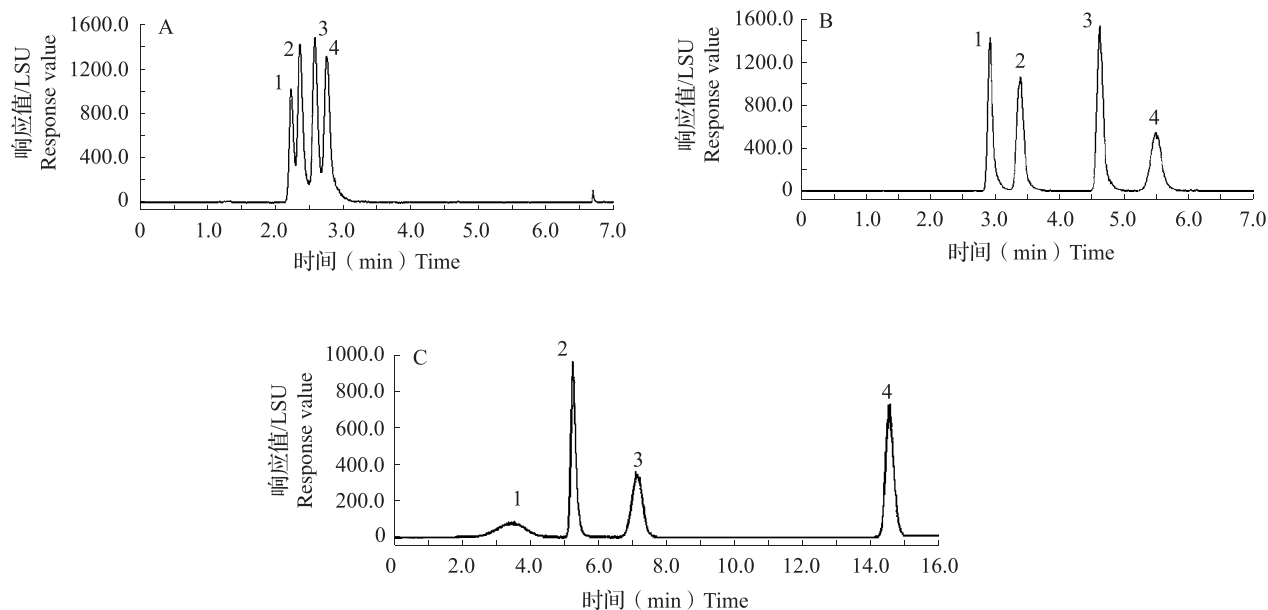 A
响应值/LSU
Response value
1600.0
1200.0
800.0
400.0
0
1
2
3
4
0 1.0 2.0 3.0 4.0 5.0 6.0 7.0
时间（min）Time
B
响应值/LSU
Response value
1600.0
1200.0
800.0
400.0
0
1
2
3
4
0 1.0 2.0 3.0 4.0 5.0 6.0 7.0
时间（min）Time
C
响应值/LSU
Response value
1000.0
800.0
600.0
400.0
200.0
0
1
2
3
4
0 2.0 4.0 6.0 8.0 10.0 12.0 14.0 16.0
时间（min）Time